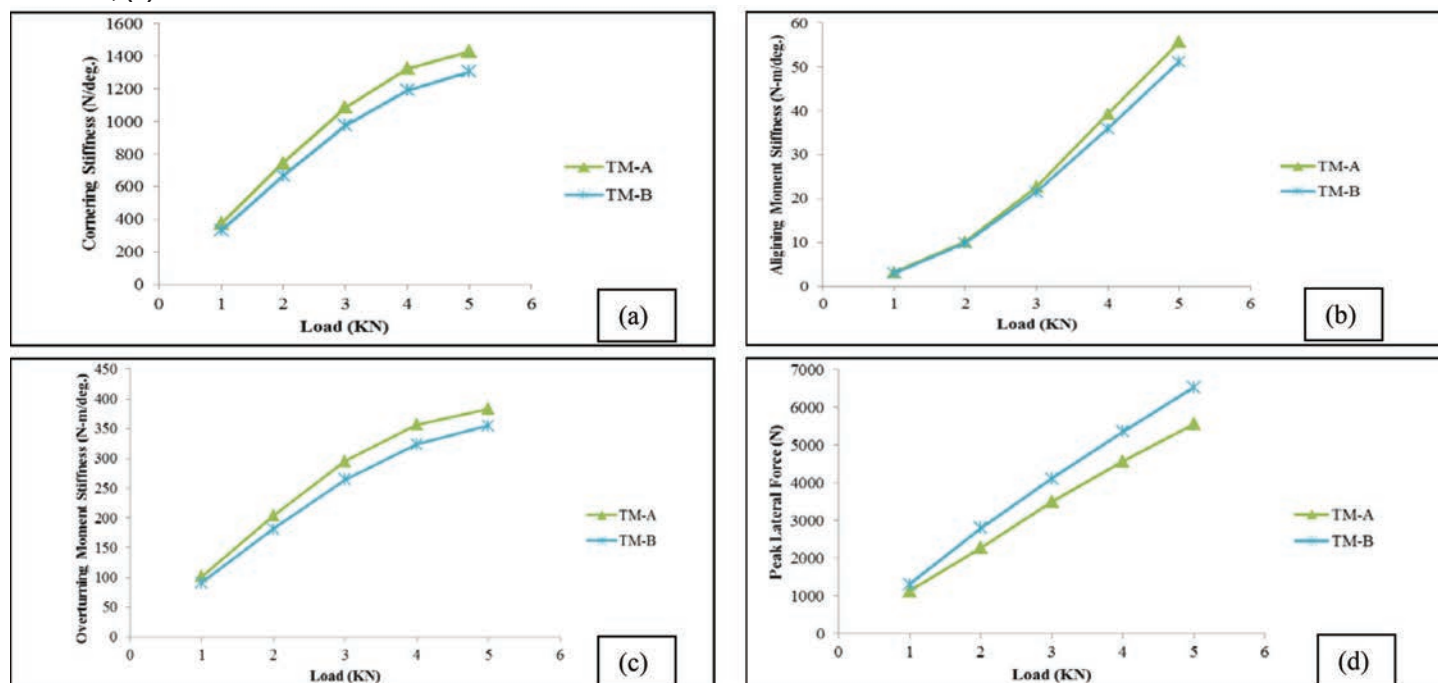 Cornering Stiffness (N/deg.)
1600
1400
1200
1000
800
600
400
200
0
0 1 2 3 4 5 6
Load (KN)
TM-A
TM-B
(a)
Aligining Moment Stiffness (N-m/deg.)
60
50
40
30
20
10
0
0 1 2 3 4 5 6
Load (KN)
TM-A
TM-B
(b)
Overturning Moment Stiffness (N-m/deg.)
450
400
350
300
250
200
150
100
50
0
0 1 2 3 4 5 6
Load (KN)
TM-A
TM-B
(c)
Peak Lateral Force (N)
7000
6000
5000
4000
3000
2000
1000
0
0 1 2 3 4 5 6
Load (KN)
TM-A
TM-B
(d)